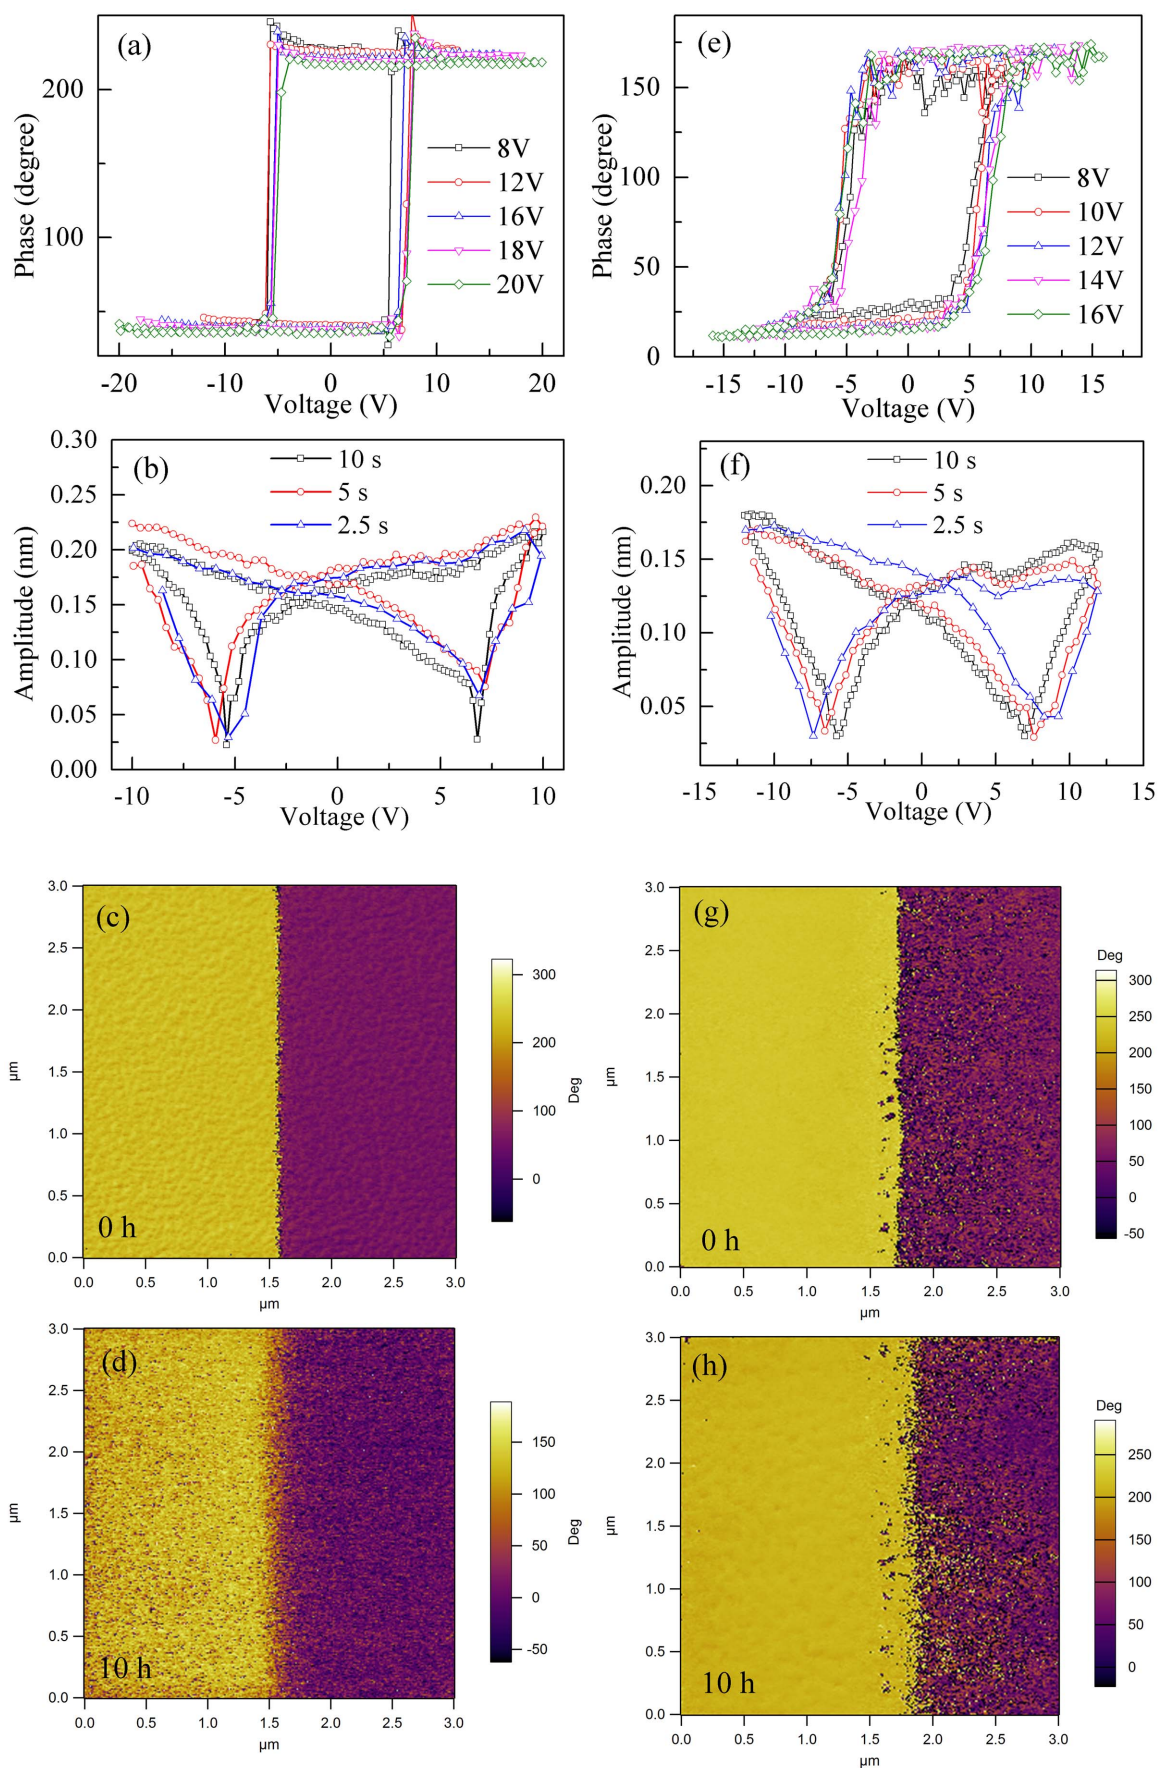 (a)
200
100
Phase (degree)
8V
12V
16V
18V
20V
-20 -10 0 10 20
Voltage (V)
(e)
150
100
50
0
Phase (degree)
8V
10V
12V
14V
16V
-15 -10 -5 0 5 10 15
Voltage (V)
(b)
0.30
0.25
0.20
0.15
0.10
0.05
0.00
Amplitude (nm)
10 s
5 s
2.5 s
-10 -5 0 5 10
Voltage (V)
(f)
0.20
0.15
0.10
0.05
Amplitude (nm)
10 s
5 s
2.5 s
-15 -10 -5 0 5 10 15
Voltage (V)
(c)
3.0
2.5
2.0
1.5
1.0
0.5
0.0
µm
0 h
0.0 0.5 1.0 1.5 2.0 2.5 3.0
µm
300
200
100
0
Deg
(g)
3.0
2.5
2.0
1.5
1.0
0.5
0.0
µm
0 h
0.0 0.5 1.0 1.5 2.0 2.5 3.0
µm
Deg
300
250
200
150
100
50
0
-50
(d)
3.0
2.5
2.0
1.5
1.0
0.5
0.0
µm
10 h
0.0 0.5 1.0 1.5 2.0 2.5 3.0
µm
150
100
50
0
-50
Deg
(h)
3.0
2.5
2.0
1.5
1.0
0.5
0.0
µm
10 h
0.0 0.5 1.0 1.5 2.0 2.5 3.0
µm
Deg
250
200
150
100
50
0